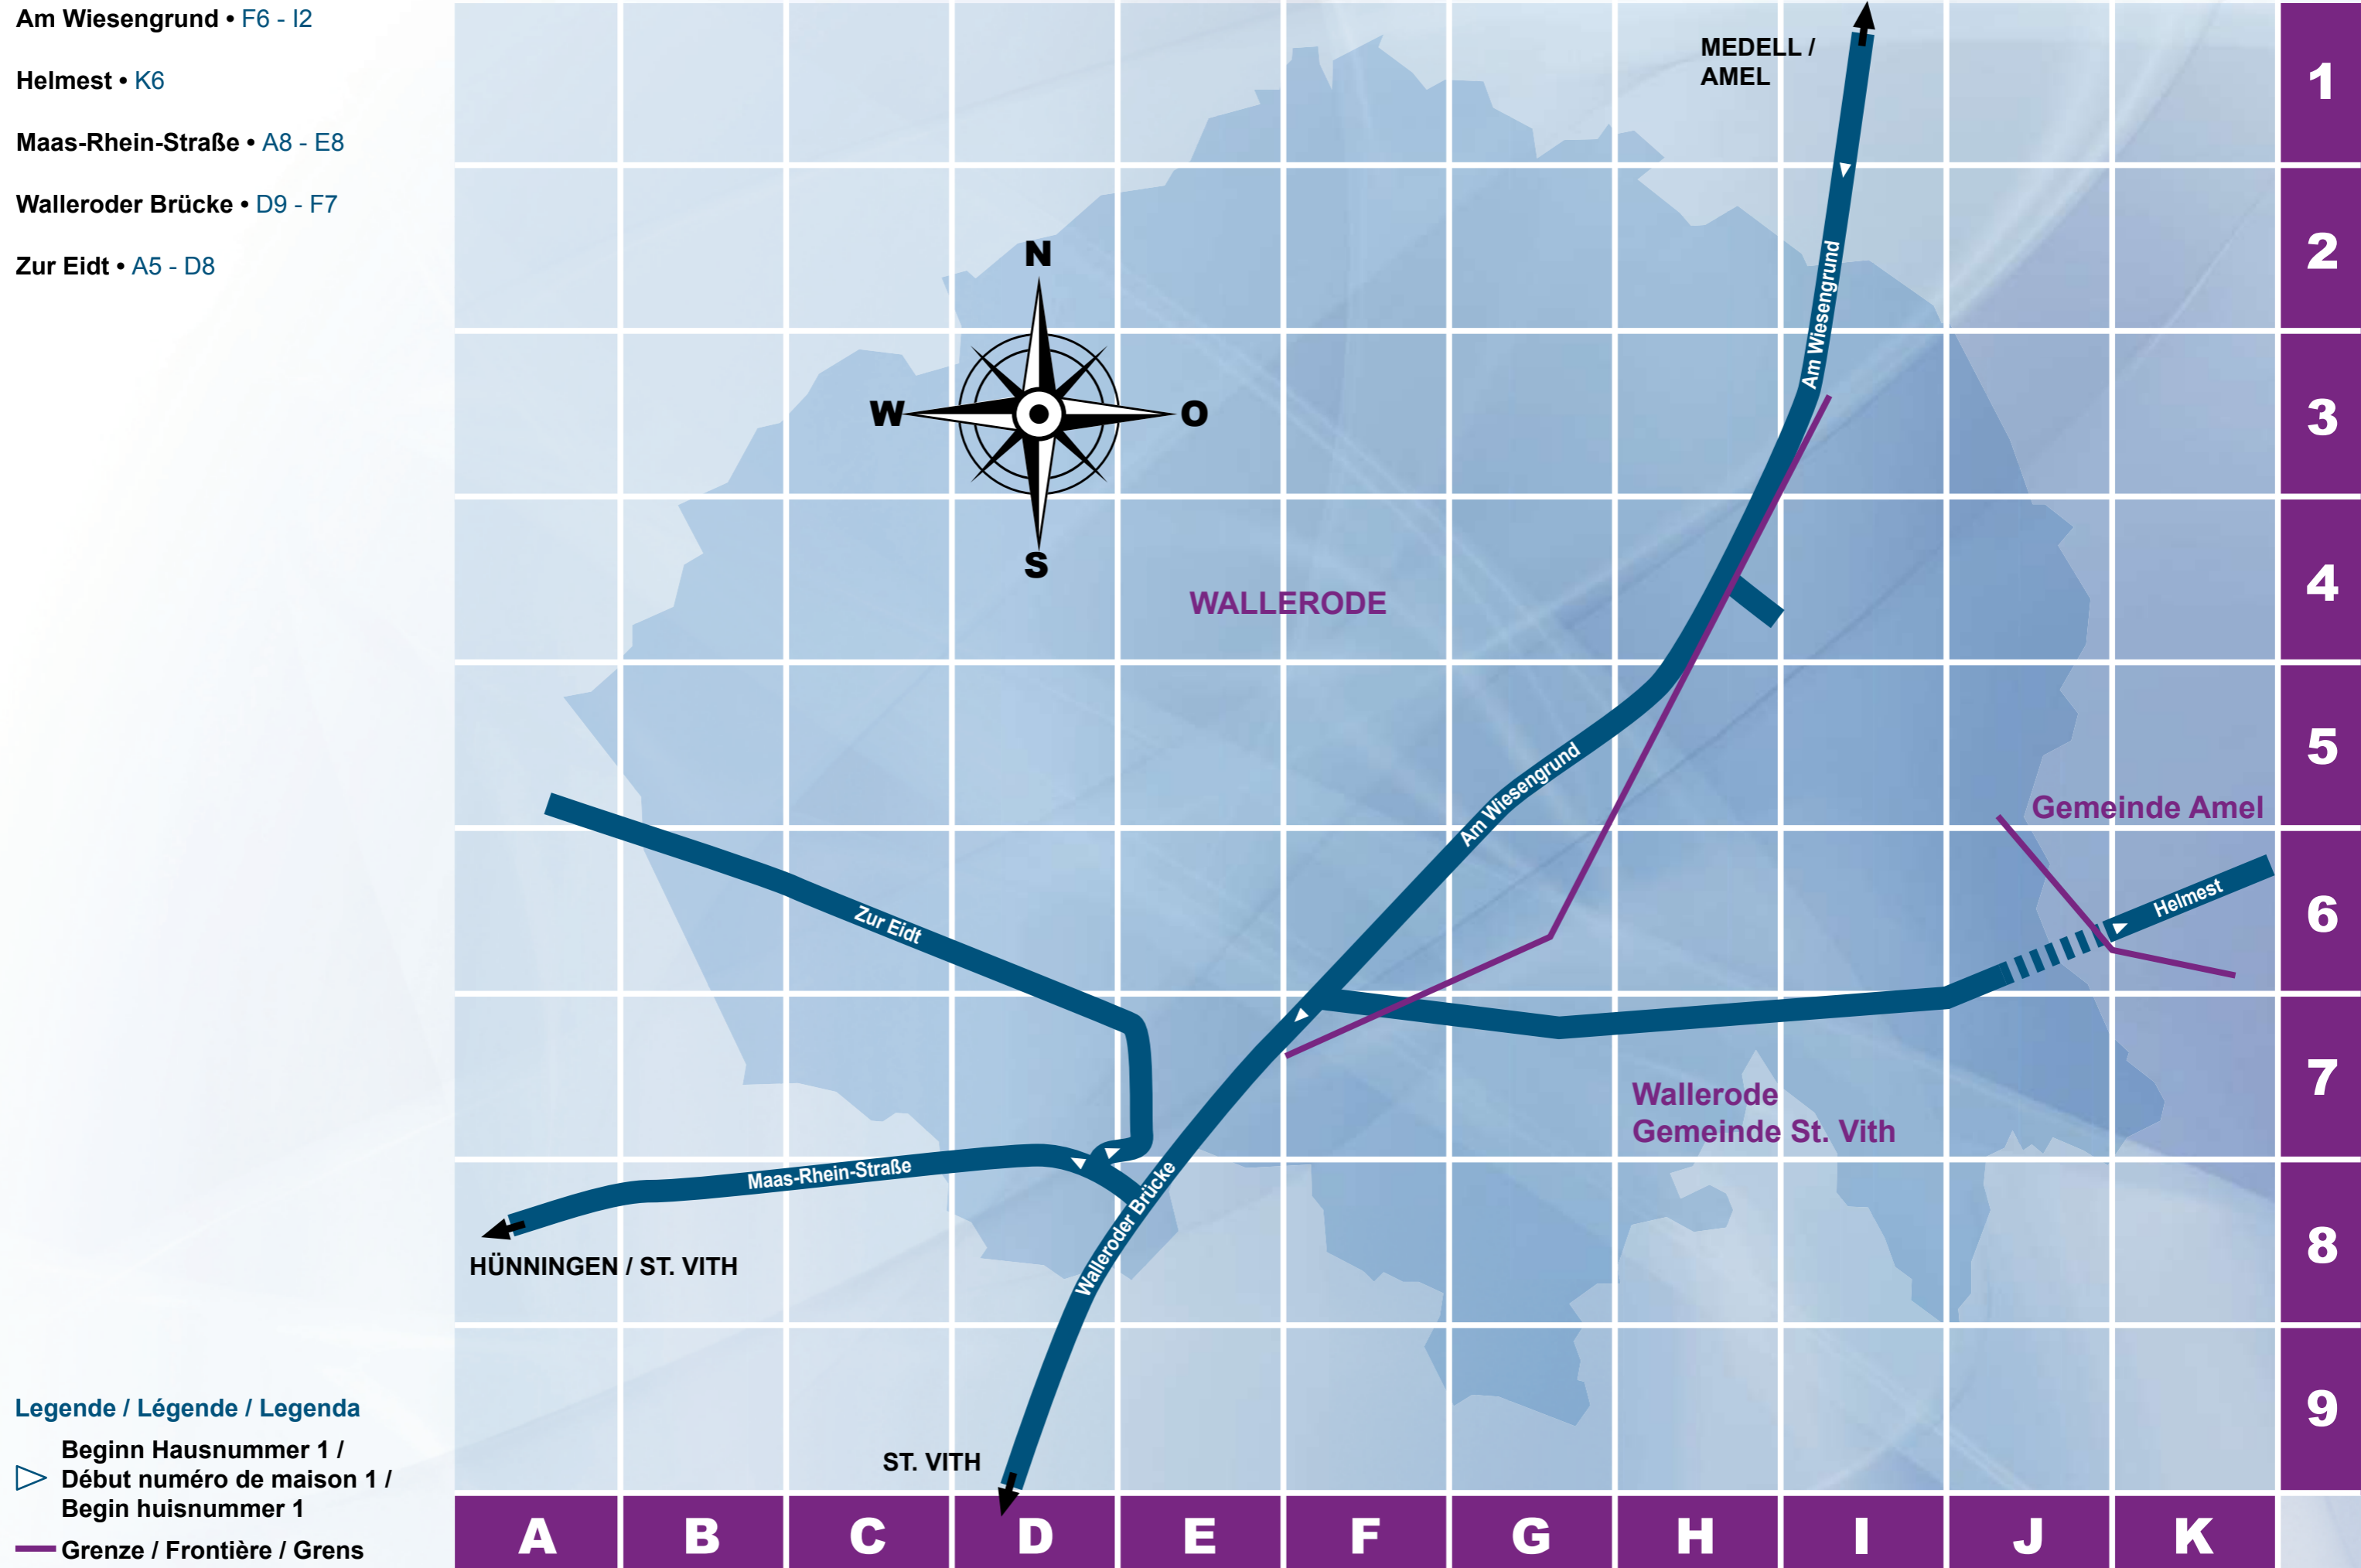 Am Wiesengrund • F6 - I2
Helmest • K6
Maas-Rhein-Straße • A8 - E8
Walleroder Brücke • D9 - F7
Zur Eidt • A5 - D8
MEDELL /
AMEL
1
2
3
4
5
6
7
8
9
N
W
O
S
Am Wiesengrund
WALLERODE
Am Wiesengrund
Gemeinde Amel
Helmest
Zur Eidt
Wallerode
Gemeinde St. Vith
Maas-Rhein-Straße
Walleroder Brücke
HÜNNINGEN / ST. VITH
ST. VITH
Legende / Légende / Legenda
Beginn Hausnummer 1 /
Début numéro de maison 1 /
Begin huisnummer 1
Grenze / Frontière / Grens
A B C D E F G H I J K